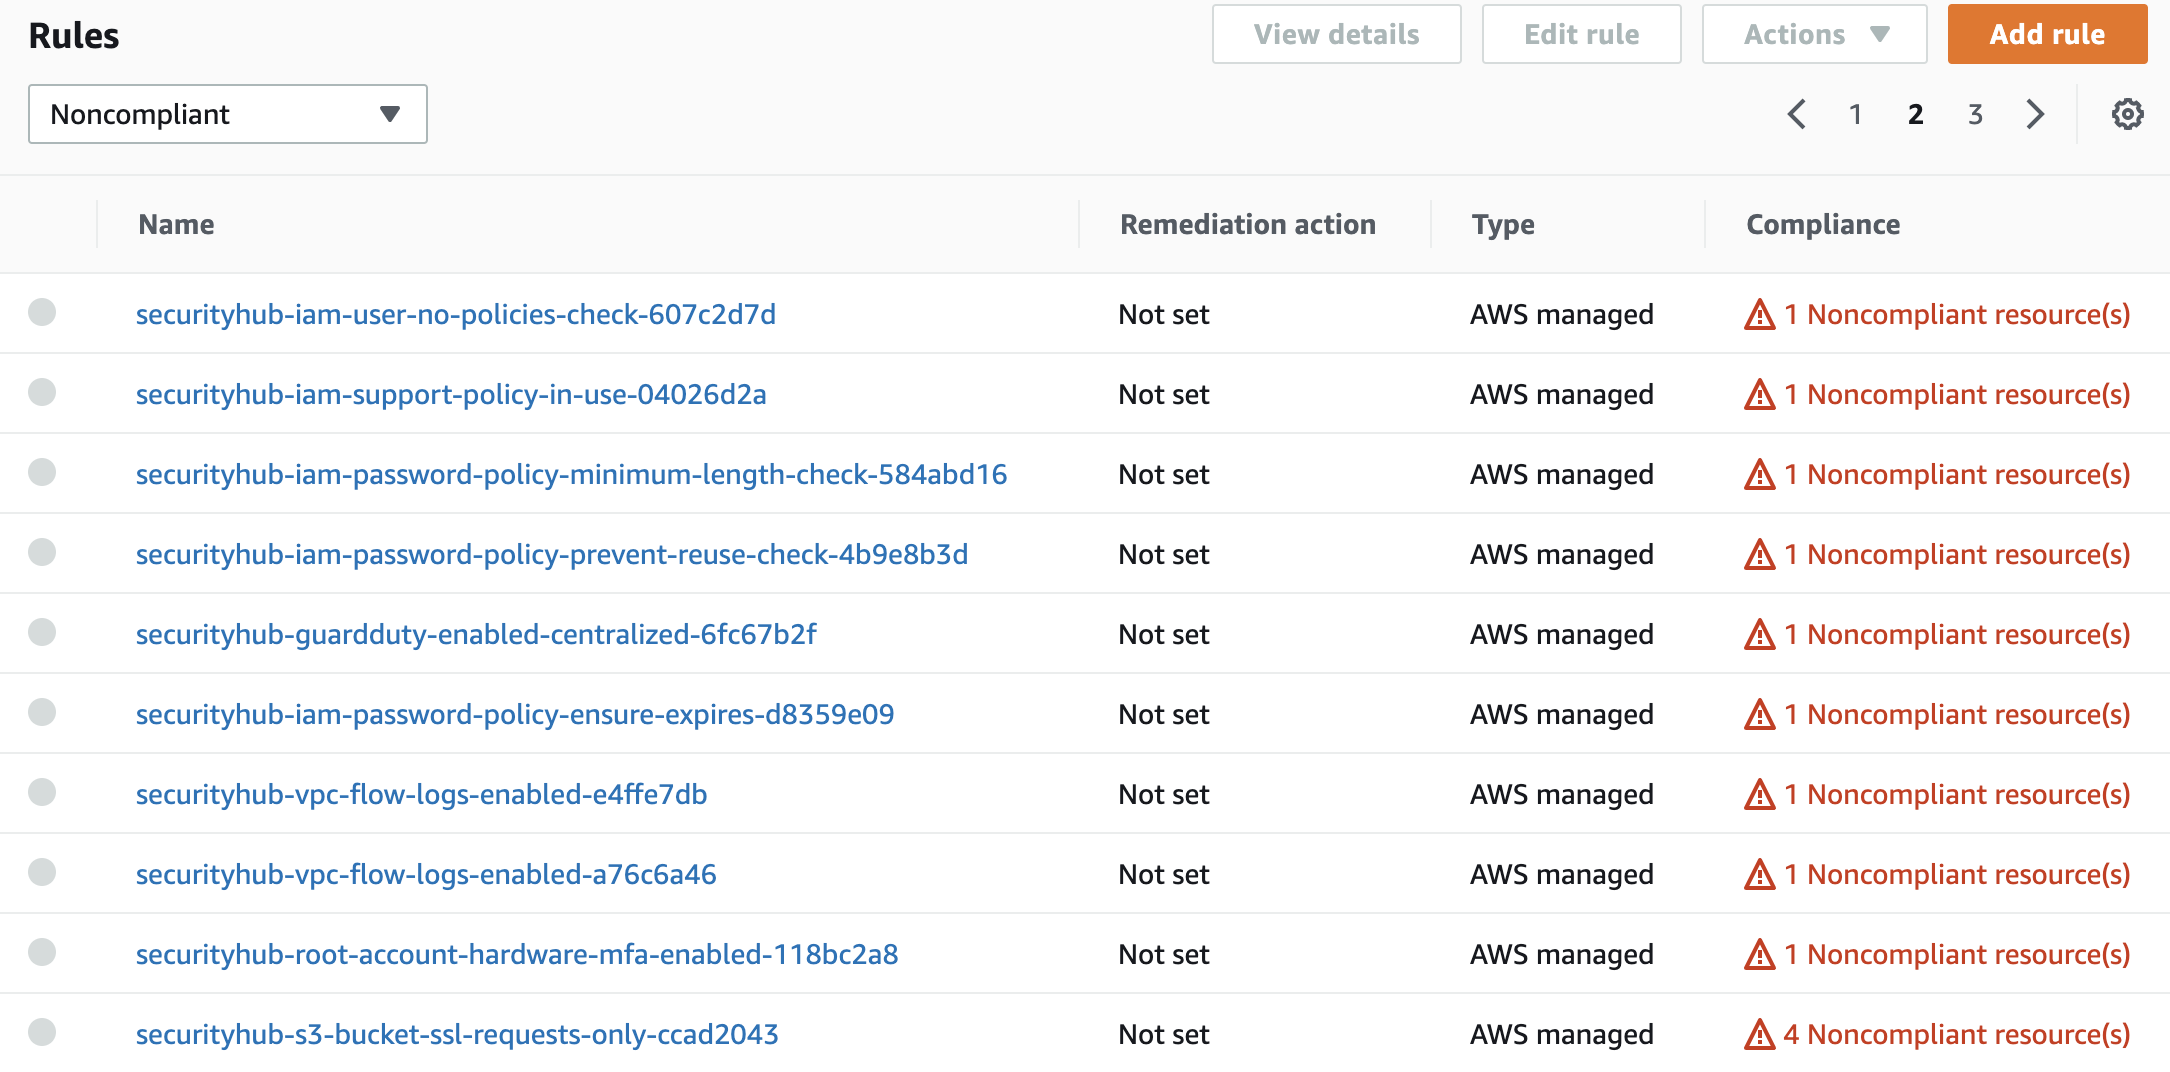 Rules
View details
Edit rule
Actions
Add rule
Noncompliant
1 2 3
Name Remediation action Type Compliance
securityhub-iam-user-no-policies-check-607c2d7d Not set AWS managed 1 Noncompliant resource(s)
securityhub-iam-support-policy-in-use-04026d2a Not set AWS managed 1 Noncompliant resource(s)
securityhub-iam-password-policy-minimum-length-check-584abd16 Not set AWS managed 1 Noncompliant resource(s)
securityhub-iam-password-policy-prevent-reuse-check-4b9e8b3d Not set AWS managed 1 Noncompliant resource(s)
securityhub-guardduty-enabled-centralized-6fc67b2f Not set AWS managed 1 Noncompliant resource(s)
securityhub-iam-password-policy-ensure-expires-d8359e09 Not set AWS managed 1 Noncompliant resource(s)
securityhub-vpc-flow-logs-enabled-e4ffe7db Not set AWS managed 1 Noncompliant resource(s)
securityhub-vpc-flow-logs-enabled-a76c6a46 Not set AWS managed 1 Noncompliant resource(s)
securityhub-root-account-hardware-mfa-enabled-118bc2a8 Not set AWS managed 1 Noncompliant resource(s)
securityhub-s3-bucket-ssl-requests-only-ccad2043 Not set AWS managed 4 Noncompliant resource(s)